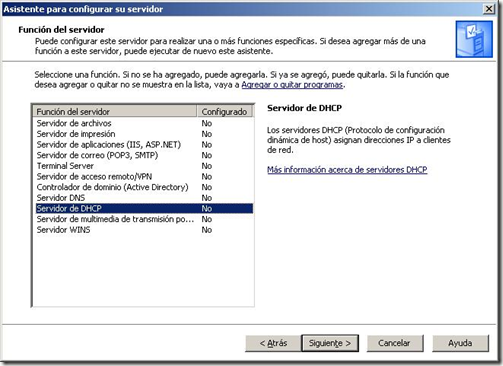 Asistente para configurar su servidor
Función del servidor
Puede configurar este servidor para realizar una o más funciones específicas. Si desea agregar más de una
función a este servidor, puede ejecutar de nuevo este asistente.
Seleccione una función. Si no se ha agregado, puede agregarla. Si ya se agregó, puede quitarla. Si la función que
desea agregar o quitar no se muestra en la lista, vaya a Agregar o quitar programas.
Función del servidor Configurado
Servidor de archivos No
Servidor de impresión No
Servidor de aplicaciones (IIS, ASP.NET) No
Servidor de correo (POP3, SMTP) No
Terminal Server No
Servidor de acceso remoto/VPN No
Controlador de dominio (Active Directory) No
Servidor DNS No
Servidor de DHCP No
Servidor de multimedia de transmisión po... No
Servidor WINS No
Servidor de DHCP
Los servidores DHCP (Protocolo de configuración
dinámica de host) asignan direcciones IP a clientes
de red.
Más información acerca de servidores DHCP
< Atrás Siguiente > Cancelar Ayuda